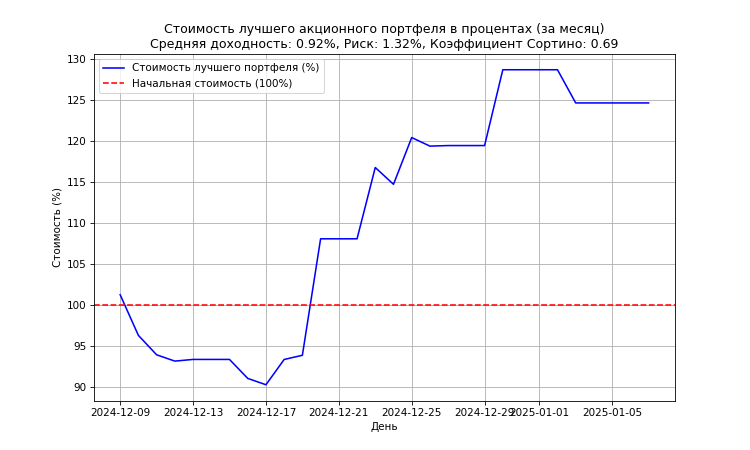 Стоимость лучшего акционного портфеля в процентах (за месяц)
Средняя доходность: 0.92%, Риск: 1.32%, Коэффициент Сортино: 0.69
Стоимость лучшего портфеля (%)
Начальная стоимость (100%)
Стоимость (%)
130
125
120
115
110
105
100
95
90
2024-12-09 2024-12-13 2024-12-17 2024-12-21 2024-12-25 2024-12-29 2025-01-01 2025-01-05
День